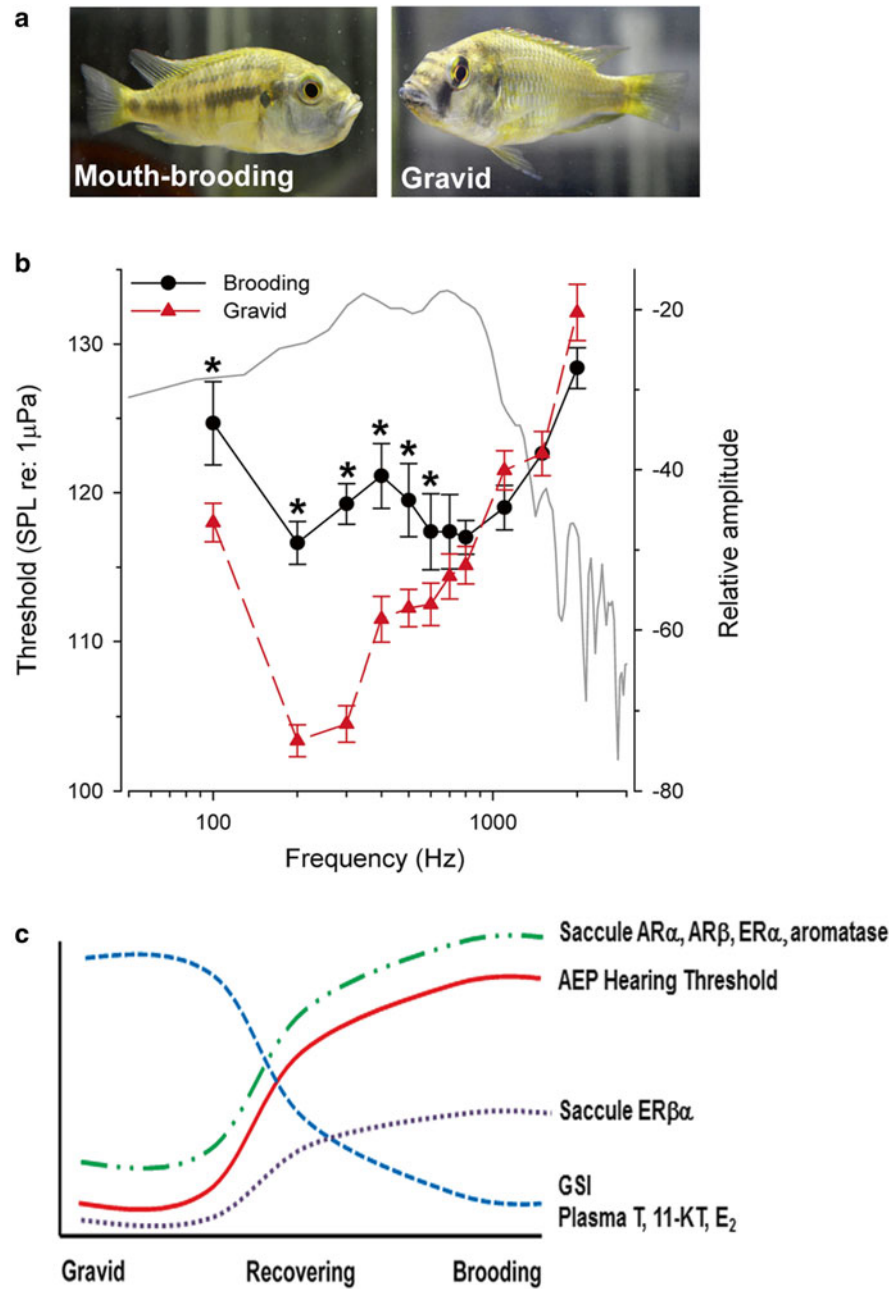 a
Mouth-brooding
Gravid
b
Brooding
Gravid
*
*
*
*
*
*
130
120
110
100
-20
-40
-60
-80
Threshold (SPL re: 1µPa)
Relative amplitude
100
1000
Frequency (Hz)
c
Saccule ARα, ARβ, ERα, aromatase
AEP Hearing Threshold
Saccule ERβα
GSI
Plasma T, 11-KT, E₂
Gravid
Recovering
Brooding